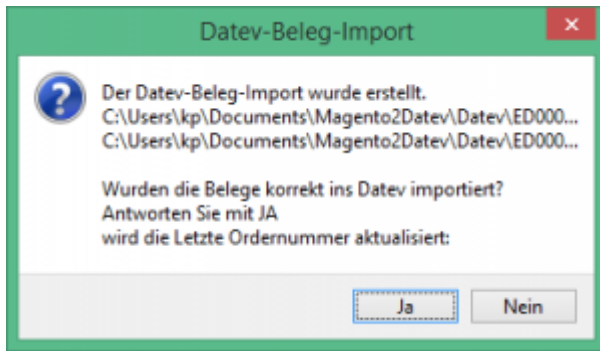 Datev-Beleg-Import
Der Datev-Beleg-Import wurde erstellt.
C:\Users\kp\Documents\Magento2Datev\Datev\ED000...
C:\Users\kp\Documents\Magento2Datev\Datev\ED000...
Wurden die Belege korrekt ins Datev importiert?
Antworten Sie mit JA
wird die Letzte Ordernummer aktualisiert:
Ja
Nein